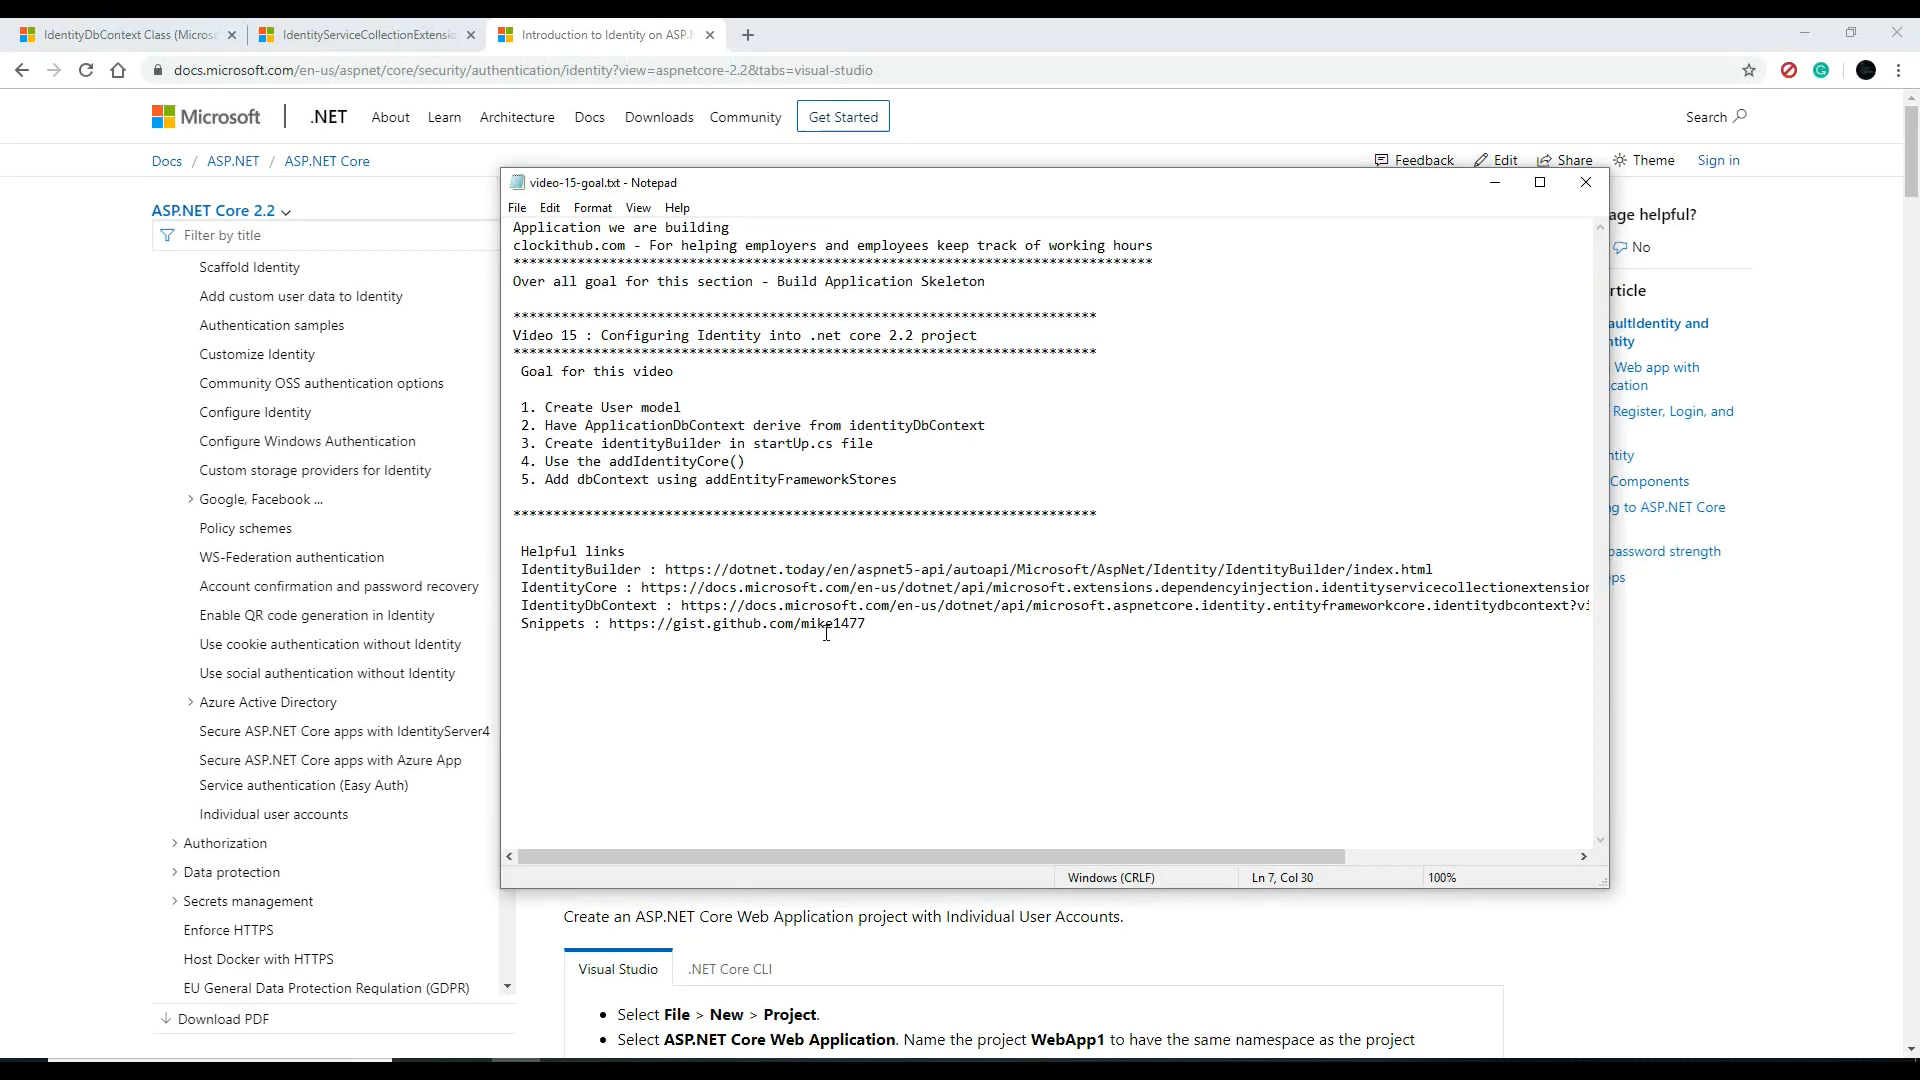 IdentityDbContext Class (Micros
IdentityServiceCollectionExtensio
Introduction to Identity on ASP.N
docs.microsoft.com/en-us/aspnet/core/security/authentication/identity?view=aspnetcore-2.2&tabs=visual-studio
Microsoft
.NET
About
Learn
Architecture
Docs
Downloads
Community
Get Started
Search
Docs / ASP.NET / ASP.NET Core
Feedback
Edit
Share
Theme
Sign in
ASP.NET Core 2.2
Filter by title
Scaffold Identity
Add custom user data to Identity
Authentication samples
Customize Identity
Community OSS authentication options
Configure Identity
Configure Windows Authentication
Custom storage providers for Identity
Google, Facebook ...
Policy schemes
WS-Federation authentication
Account confirmation and password recovery
Enable QR code generation in Identity
Use cookie authentication without Identity
Use social authentication without Identity
Azure Active Directory
Secure ASP.NET Core apps with IdentityServer4
Secure ASP.NET Core apps with Azure App
Service authentication (Easy Auth)
Individual user accounts
Authorization
Data protection
Secrets management
Enforce HTTPS
Host Docker with HTTPS
EU General Data Protection Regulation (GDPR)
Download PDF
video-15-goal.txt - Notepad
File Edit Format View Help
Application we are building
clockithub.com - For helping employers and employees keep track of working hours
********************************************************************************
Over all goal for this section - Build Application Skeleton
*************************************************************************
Video 15 : Configuring Identity into .net core 2.2 project
*************************************************************************
Goal for this video
1. Create User model
2. Have ApplicationDbContext derive from identityDbContext
3. Create identityBuilder in startUp.cs file
4. Use the addIdentityCore()
5. Add dbContext using addEntityFrameworkStores
*************************************************************************
Helpful links
IdentityBuilder : https://dotnet.today/en/aspnet5-api/autoapi/Microsoft/AspNet/Identity/IdentityBuilder/index.html
IdentityCore : https://docs.microsoft.com/en-us/dotnet/api/microsoft.extensions.dependencyinjection.identityservicecollectionextension
IdentityDbContext : https://docs.microsoft.com/en-us/dotnet/api/microsoft.aspnetcore.identity.entityframeworkcore.identitydbcontext?vi
Snippets : https://gist.github.com/mike1477
Windows (CRLF)
Ln 7, Col 30
100%
age helpful?
No
rticle
aultIdentity and
ntity
Web app with
cation
Register, Login, and
ntity
Components
g to ASP.NET Core
password strength
ps
Create an ASP.NET Core Web Application project with Individual User Accounts.
Visual Studio
.NET Core CLI
• Select File > New > Project.
• Select ASP.NET Core Web Application. Name the project WebApp1 to have the same namespace as the project